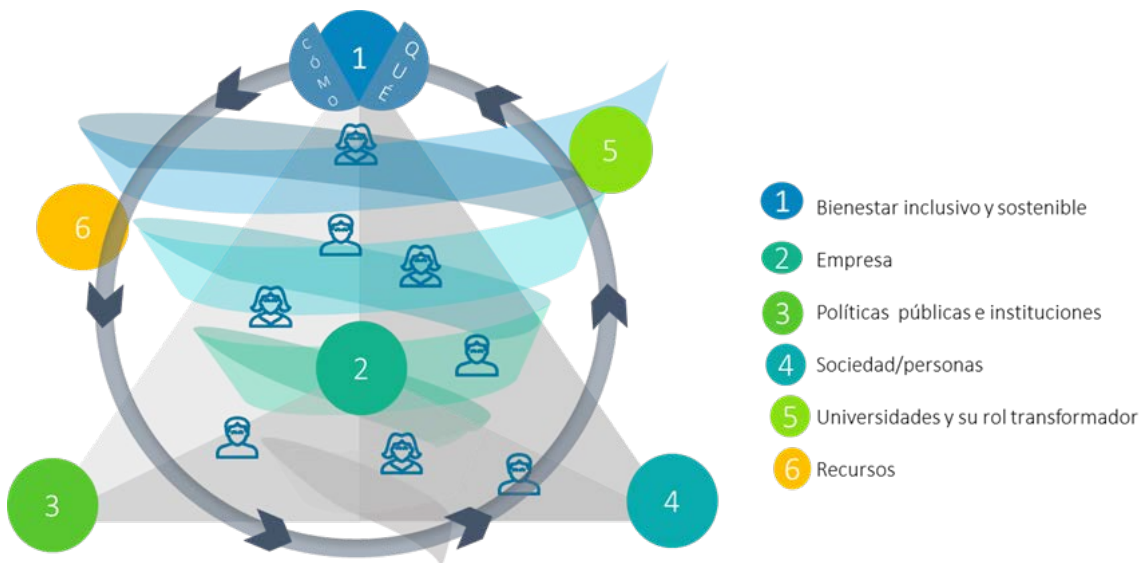 CÓMO
1
QUÉ
5
6
2
3
4
1 Bienestar inclusivo y sostenible
2 Empresa
3 Políticas públicas e instituciones
4 Sociedad/personas
5 Universidades y su rol transformador
6 Recursos